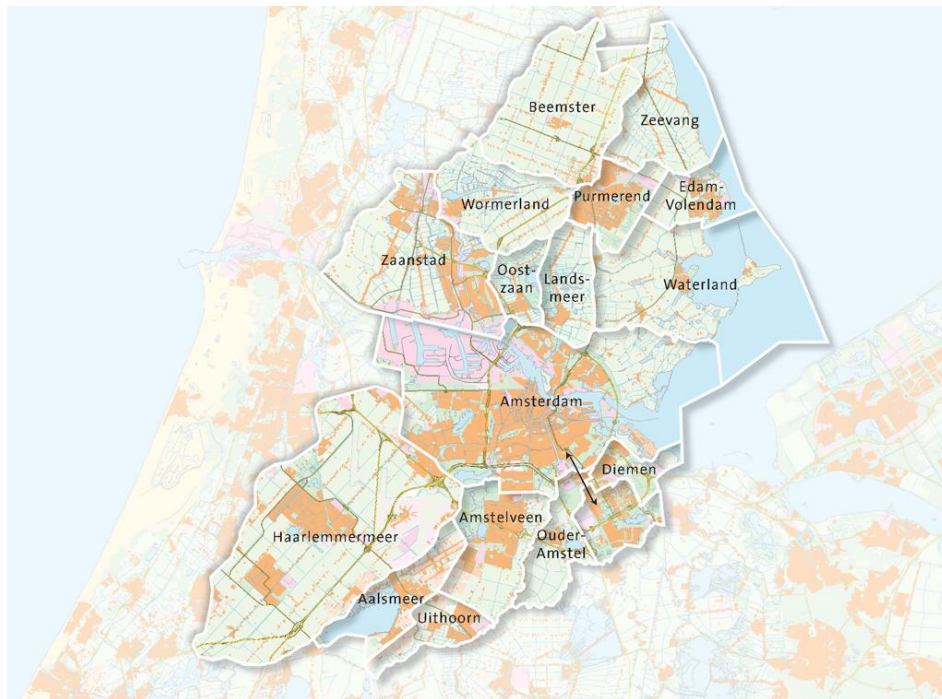 Beemster
Zeevang
Edam-
Volendam
Purmerend
Wormerland
Zaanstad
Oost-
zaan
Lands-
meer
Waterland
Amsterdam
Diemen
Amstelveen
Ouder-
Amstel
Haarlemmermeer
Aalsmeer
Uithoorn